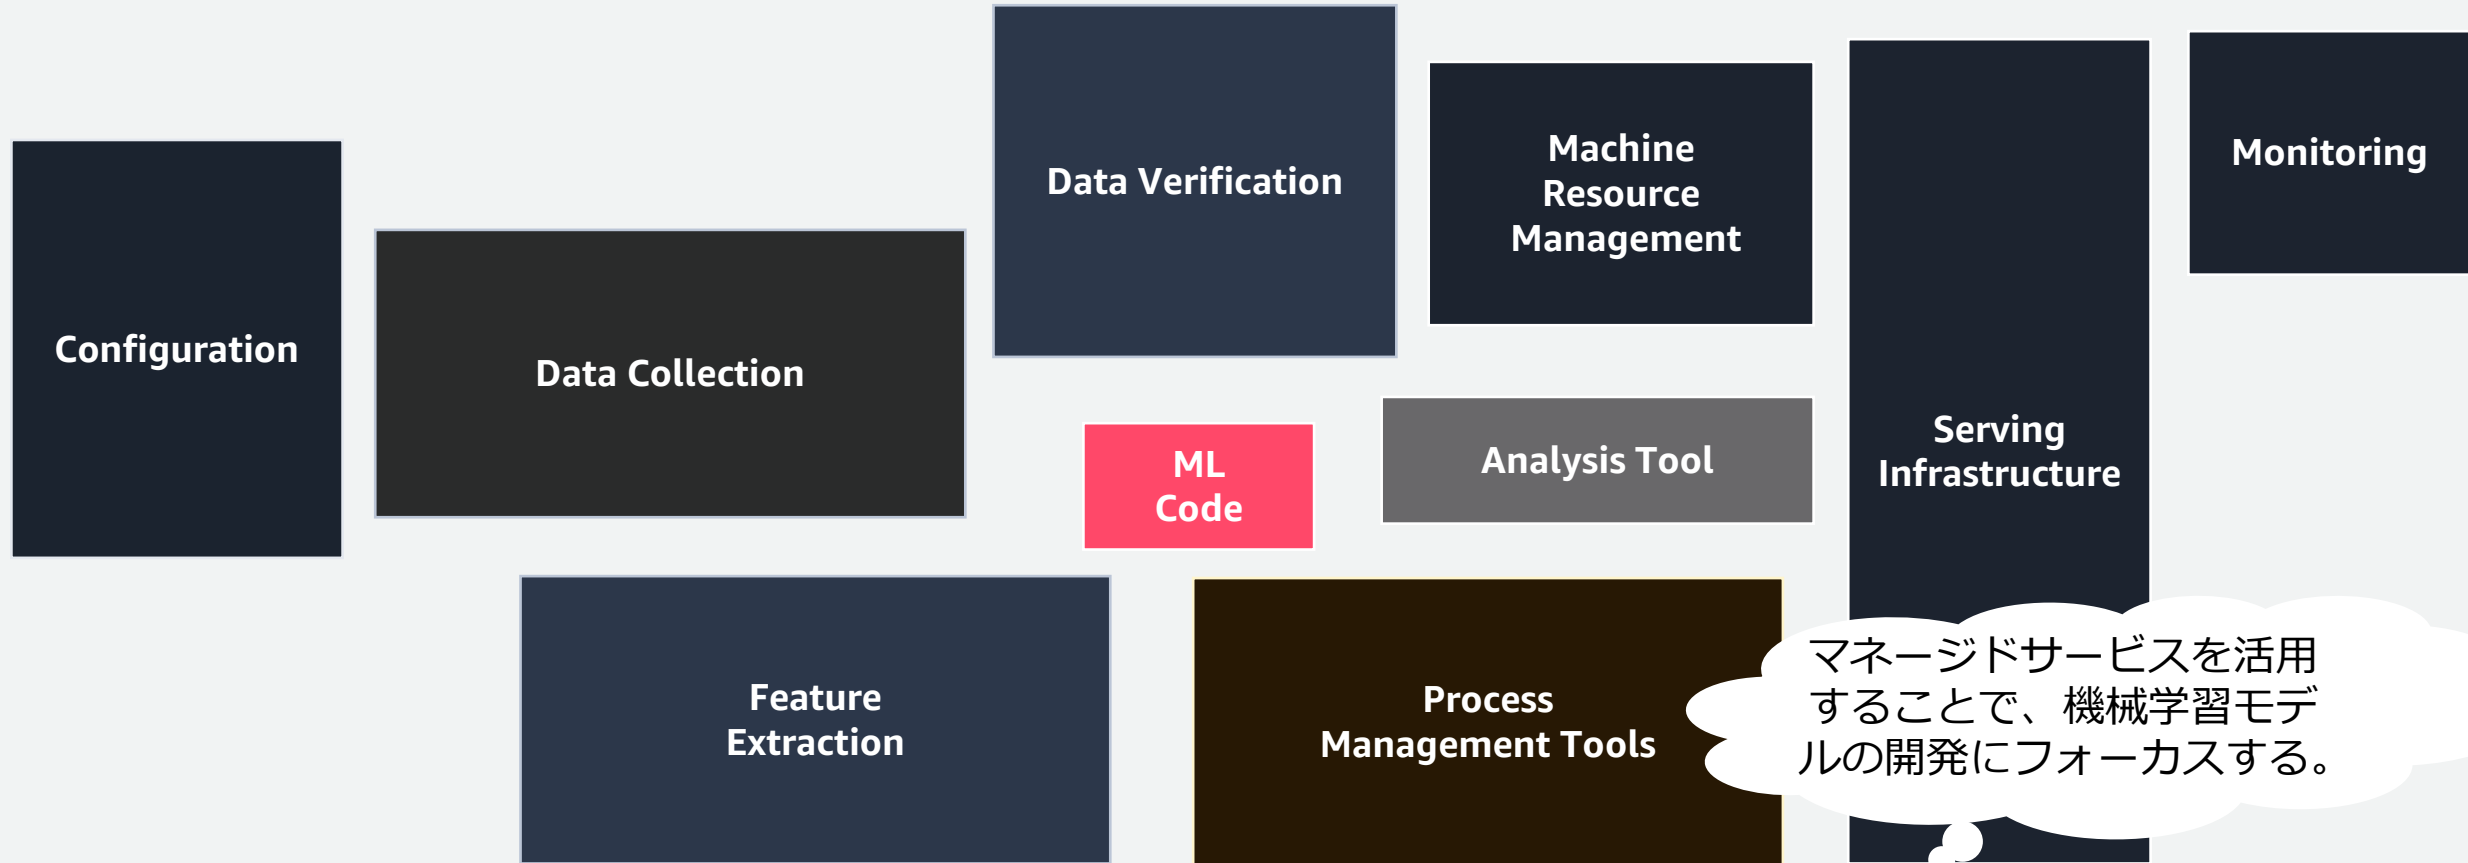 Configuration
Data Collection
Data Verification
Machine
Resource
Management
Monitoring
ML
Code
Analysis Tool
Serving
Infrastructure
Feature
Extraction
Process
Management Tools
マネージドサービスを活用
することで、機械学習モデ
ルの開発にフォーカスする。